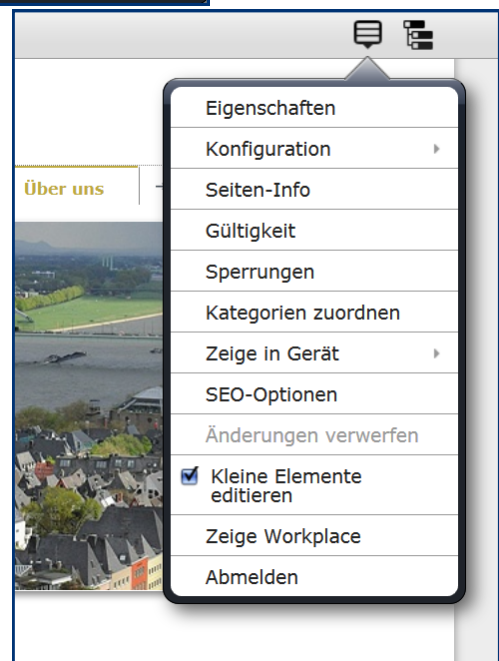 Eigenschaften
Konfiguration
Über uns
Seiten-Info
Gültigkeit
Sperrungen
Kategorien zuordnen
Zeige in Gerät
SEO-Optionen
Änderungen verwerfen
Kleine Elemente
editieren
Zeige Workplace
Abmelden